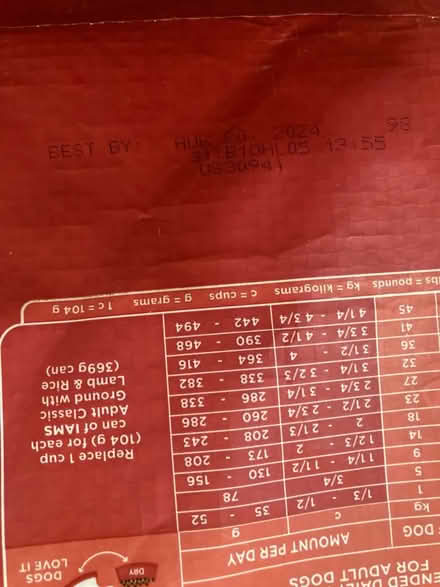 BEST BY: 2024 98
13:55
FOR ADULT DOGS
AMOUNT PER DAY
kg c g
1 1/3 - 1/2 35 - 52
5 3/4 78
9 1 1/4 - 1 1/2 130 - 156
14 1 2/3 - 2 173 - 208
18 2 - 2 1/3 208 - 243
23 2 1/2 - 2 3/4 260 - 286
27 2 3/4 - 3 1/4 286 - 338
32 3 1/4 - 3 2/3 338 - 382
36 3 1/2 - 4 364 - 416
41 3 3/4 - 4 1/2 390 - 468
45 4 1/4 - 4 3/4 442 - 494
= pounds kg = kilograms c = cups g = grams 1 c = 104 g
DRY
DOGS
LOVE IT
Replace 1 cup
(104 g) for each
can of IAMS
Adult Classic
Ground with
Lamb & Rice
(369g can)